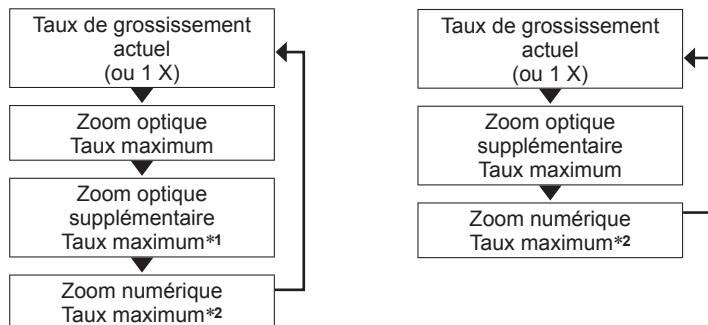 Taux de grossissement
actuel
(ou 1 X)
Zoom optique
Taux maximum
Zoom optique
supplémentaire
Taux maximum*1
Zoom numérique
Taux maximum*2
Taux de grossissement
actuel
(ou 1 X)
Zoom optique
supplémentaire
Taux maximum
Zoom numérique
Taux maximum*2